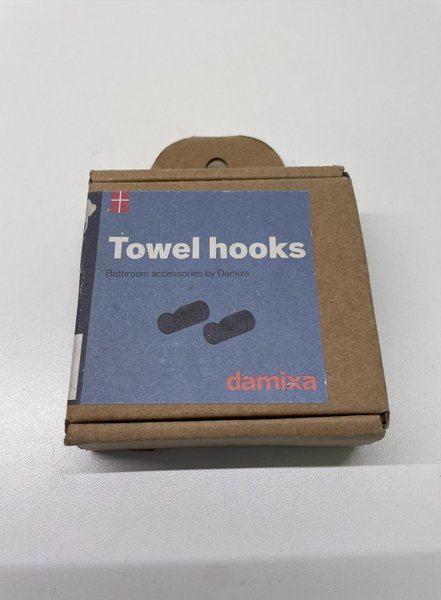 Towel hooks
Bathroom accessories by Damixa
damixa